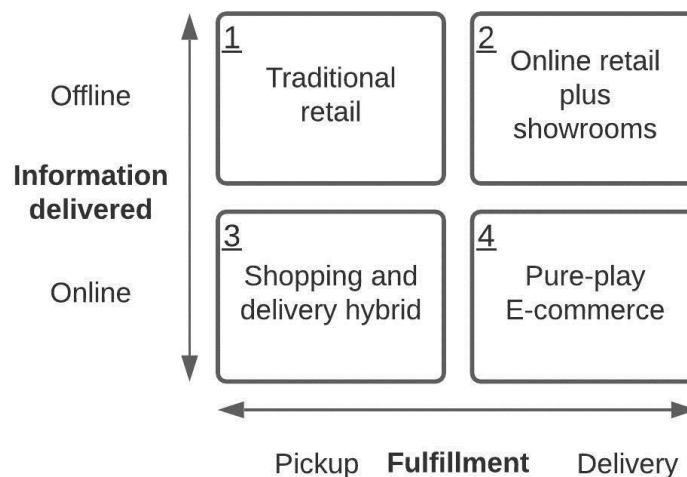 1
Traditional
retail
2
Online retail
plus
showrooms
Offline
Information
delivered
Online
3
Shopping and
delivery hybrid
4
Pure-play
E-commerce
Pickup
Fulfillment
Delivery